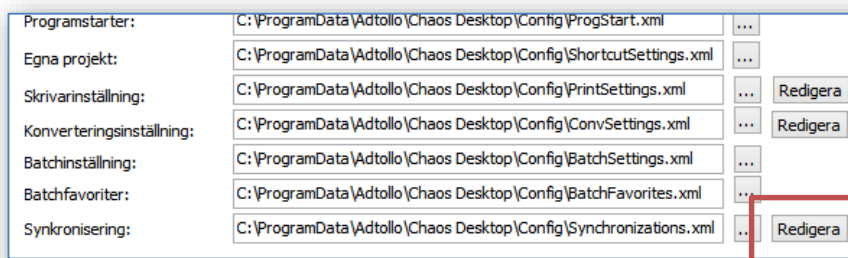 Programstarter: C:\ProgramData\Adtollo\Chaos Desktop\Config\ProgStart.xml ...
Egna projekt: C:\ProgramData\Adtollo\Chaos Desktop\Config\ShortcutSettings.xml ...
Skrivarinställning: C:\ProgramData\Adtollo\Chaos Desktop\Config\PrintSettings.xml ... Redigera
Konverteringsinställning: C:\ProgramData\Adtollo\Chaos Desktop\Config\ConvSettings.xml ... Redigera
Batchinställning: C:\ProgramData\Adtollo\Chaos Desktop\Config\BatchSettings.xml ...
Batchfavoriter: C:\ProgramData\Adtollo\Chaos Desktop\Config\BatchFavorites.xml ...
Synkronisering: C:\ProgramData\Adtollo\Chaos Desktop\Config\Synchronizations.xml ... Redigera